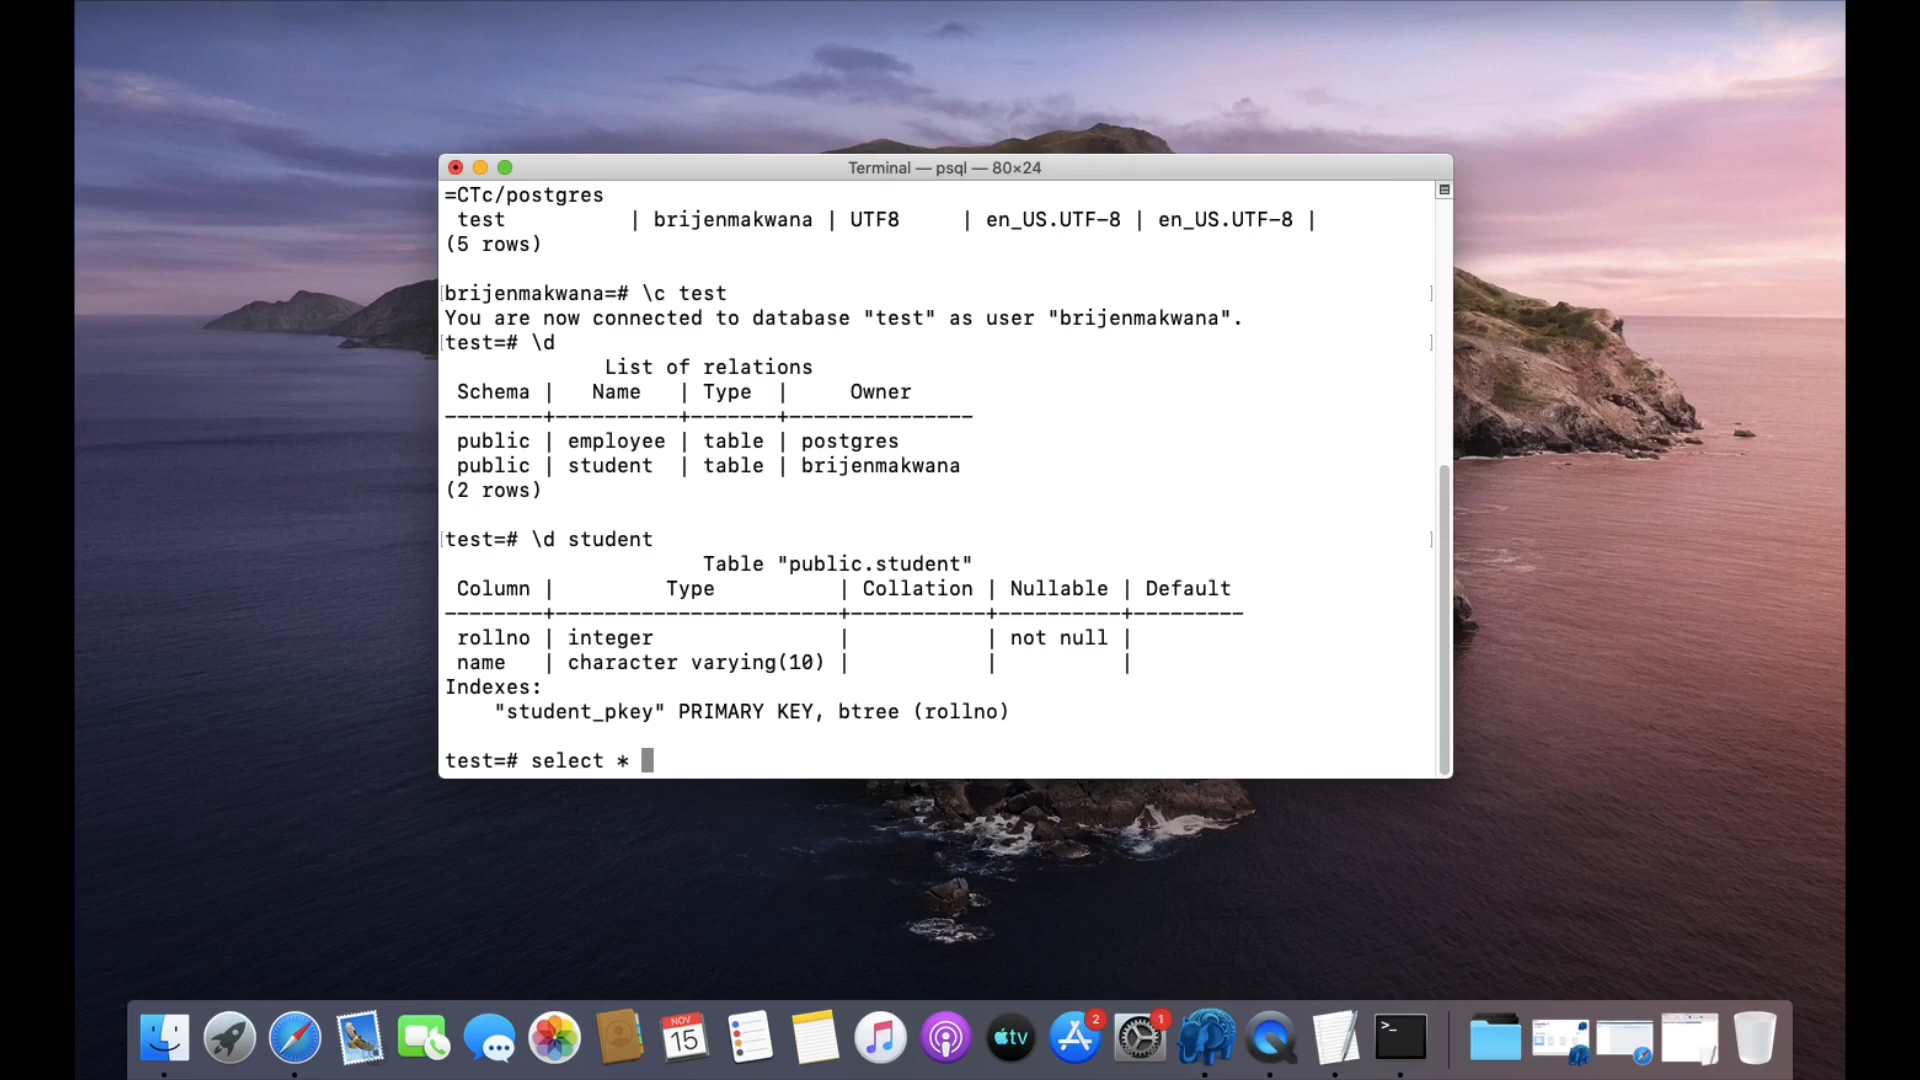 Terminal — psql — 80×24
=CTc/postgres
 test          | brijenmakwana | UTF8     | en_US.UTF-8 | en_US.UTF-8 |
(5 rows)
brijenmakwana=# \c test
You are now connected to database "test" as user "brijenmakwana".
test=# \d
             List of relations
 Schema |   Name   | Type  |     Owner
--------+----------+-------+---------------
 public | employee | table | postgres
 public | student  | table | brijenmakwana
(2 rows)
test=# \d student
                     Table "public.student"
 Column |         Type          | Collation | Nullable | Default
--------+-----------------------+-----------+----------+---------
 rollno | integer               |           | not null |
 name   | character varying(10) |           |          |
Indexes:
    "student_pkey" PRIMARY KEY, btree (rollno)
test=# select *
NOV
15
tv
2
1
>_